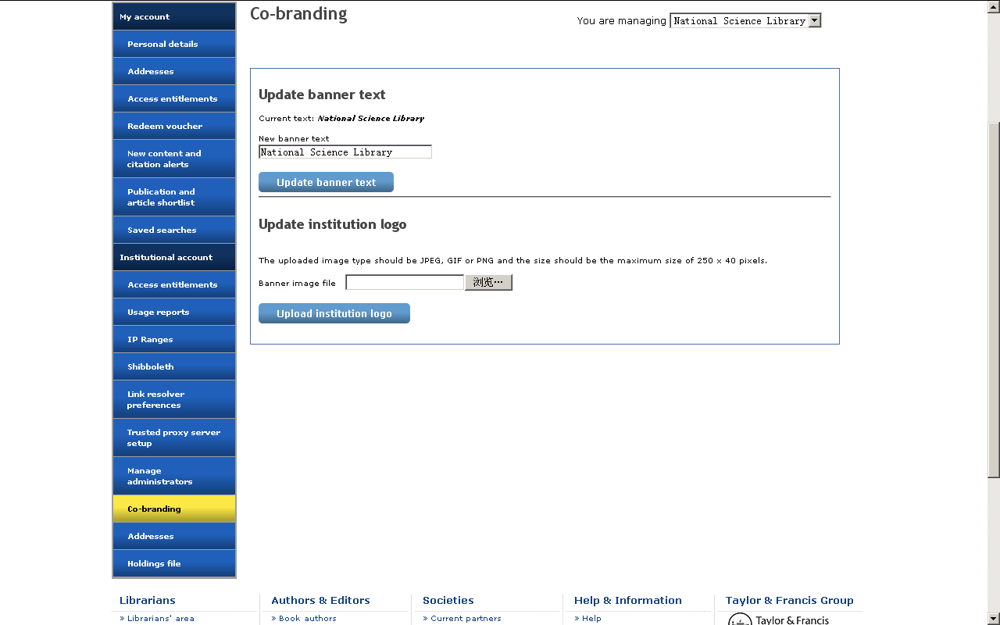 My account
Personal details
Addresses
Access entitlements
Redeem voucher
New content and
citation alerts
Publication and
article shortlist
Saved searches
Institutional account
Access entitlements
Usage reports
IP Ranges
Shibboleth
Link resolver
preferences
Trusted proxy server
setup
Manage
administrators
Co-branding
Addresses
Holdings file
Co-branding
You are managing National Science Library
Update banner text
Current text: National Science Library
New banner text
National Science Library
Update banner text
Update institution logo
The uploaded image type should be JPEG, GIF or PNG and the size should be the maximum size of 250 x 40 pixels.
Banner image file 浏览…
Upload institution logo
Librarians
» Librarians' area
Authors & Editors
» Book authors
Societies
» Current partners
Help & Information
» Help
Taylor & Francis Group
Taylor & Francis